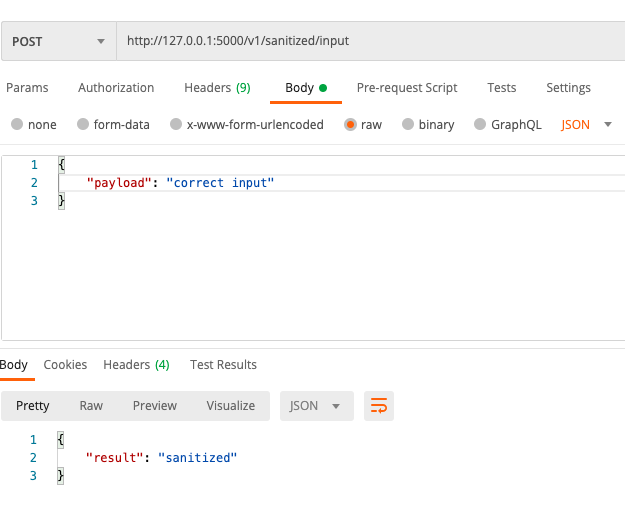 POST http://127.0.0.1:5000/v1/sanitized/input
Params Authorization Headers (9) Body Pre-request Script Tests Settings
none form-data x-www-form-urlencoded raw binary GraphQL JSON
1 {
2 "payload": "correct input"
3 }
Body Cookies Headers (4) Test Results
Pretty Raw Preview Visualize JSON
1 {
2 "result": "sanitized"
3 }